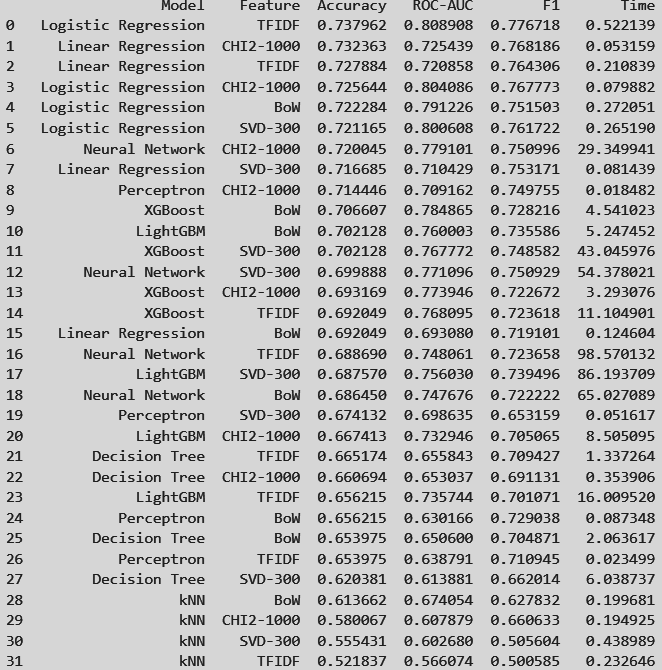 Model Feature Accuracy ROC-AUC F1 Time
0 Logistic Regression TFIDF 0.737962 0.808908 0.776718 0.522139
1 Linear Regression CHI2-1000 0.732363 0.725439 0.768186 0.053159
2 Linear Regression TFIDF 0.727884 0.720858 0.764306 0.210839
3 Logistic Regression CHI2-1000 0.725644 0.804086 0.767773 0.079882
4 Logistic Regression BoW 0.722284 0.791226 0.751503 0.272051
5 Logistic Regression SVD-300 0.721165 0.800608 0.761722 0.265190
6 Neural Network CHI2-1000 0.720045 0.779101 0.750996 29.349941
7 Linear Regression SVD-300 0.716685 0.710429 0.753171 0.081439
8 Perceptron CHI2-1000 0.714446 0.709162 0.749755 0.018482
9 XGBoost BoW 0.706607 0.784865 0.728216 4.541023
10 LightGBM BoW 0.702128 0.760003 0.735586 5.247452
11 XGBoost SVD-300 0.702128 0.767772 0.748582 43.045976
12 Neural Network SVD-300 0.699888 0.771096 0.750929 54.378021
13 XGBoost CHI2-1000 0.693169 0.773946 0.722672 3.293076
14 XGBoost TFIDF 0.692049 0.768095 0.723618 11.104901
15 Linear Regression BoW 0.692049 0.693080 0.719101 0.124604
16 Neural Network TFIDF 0.688690 0.748061 0.723658 98.570132
17 LightGBM SVD-300 0.687570 0.756030 0.739496 86.193709
18 Neural Network BoW 0.686450 0.747676 0.722222 65.027089
19 Perceptron SVD-300 0.674132 0.698635 0.653159 0.051617
20 LightGBM CHI2-1000 0.667413 0.732946 0.705065 8.505095
21 Decision Tree TFIDF 0.665174 0.655843 0.709427 1.337264
22 Decision Tree CHI2-1000 0.660694 0.653037 0.691131 0.353906
23 LightGBM TFIDF 0.656215 0.735744 0.701071 16.009520
24 Perceptron BoW 0.656215 0.630166 0.729038 0.087348
25 Decision Tree BoW 0.653975 0.650600 0.704871 2.063617
26 Perceptron TFIDF 0.653975 0.638791 0.710945 0.023499
27 Decision Tree SVD-300 0.620381 0.613881 0.662014 6.038737
28 kNN BoW 0.613662 0.674054 0.627832 0.199681
29 kNN CHI2-1000 0.580067 0.607879 0.660633 0.194925
30 kNN SVD-300 0.555431 0.602680 0.505604 0.438989
31 kNN TFIDF 0.521837 0.566074 0.500585 0.232646